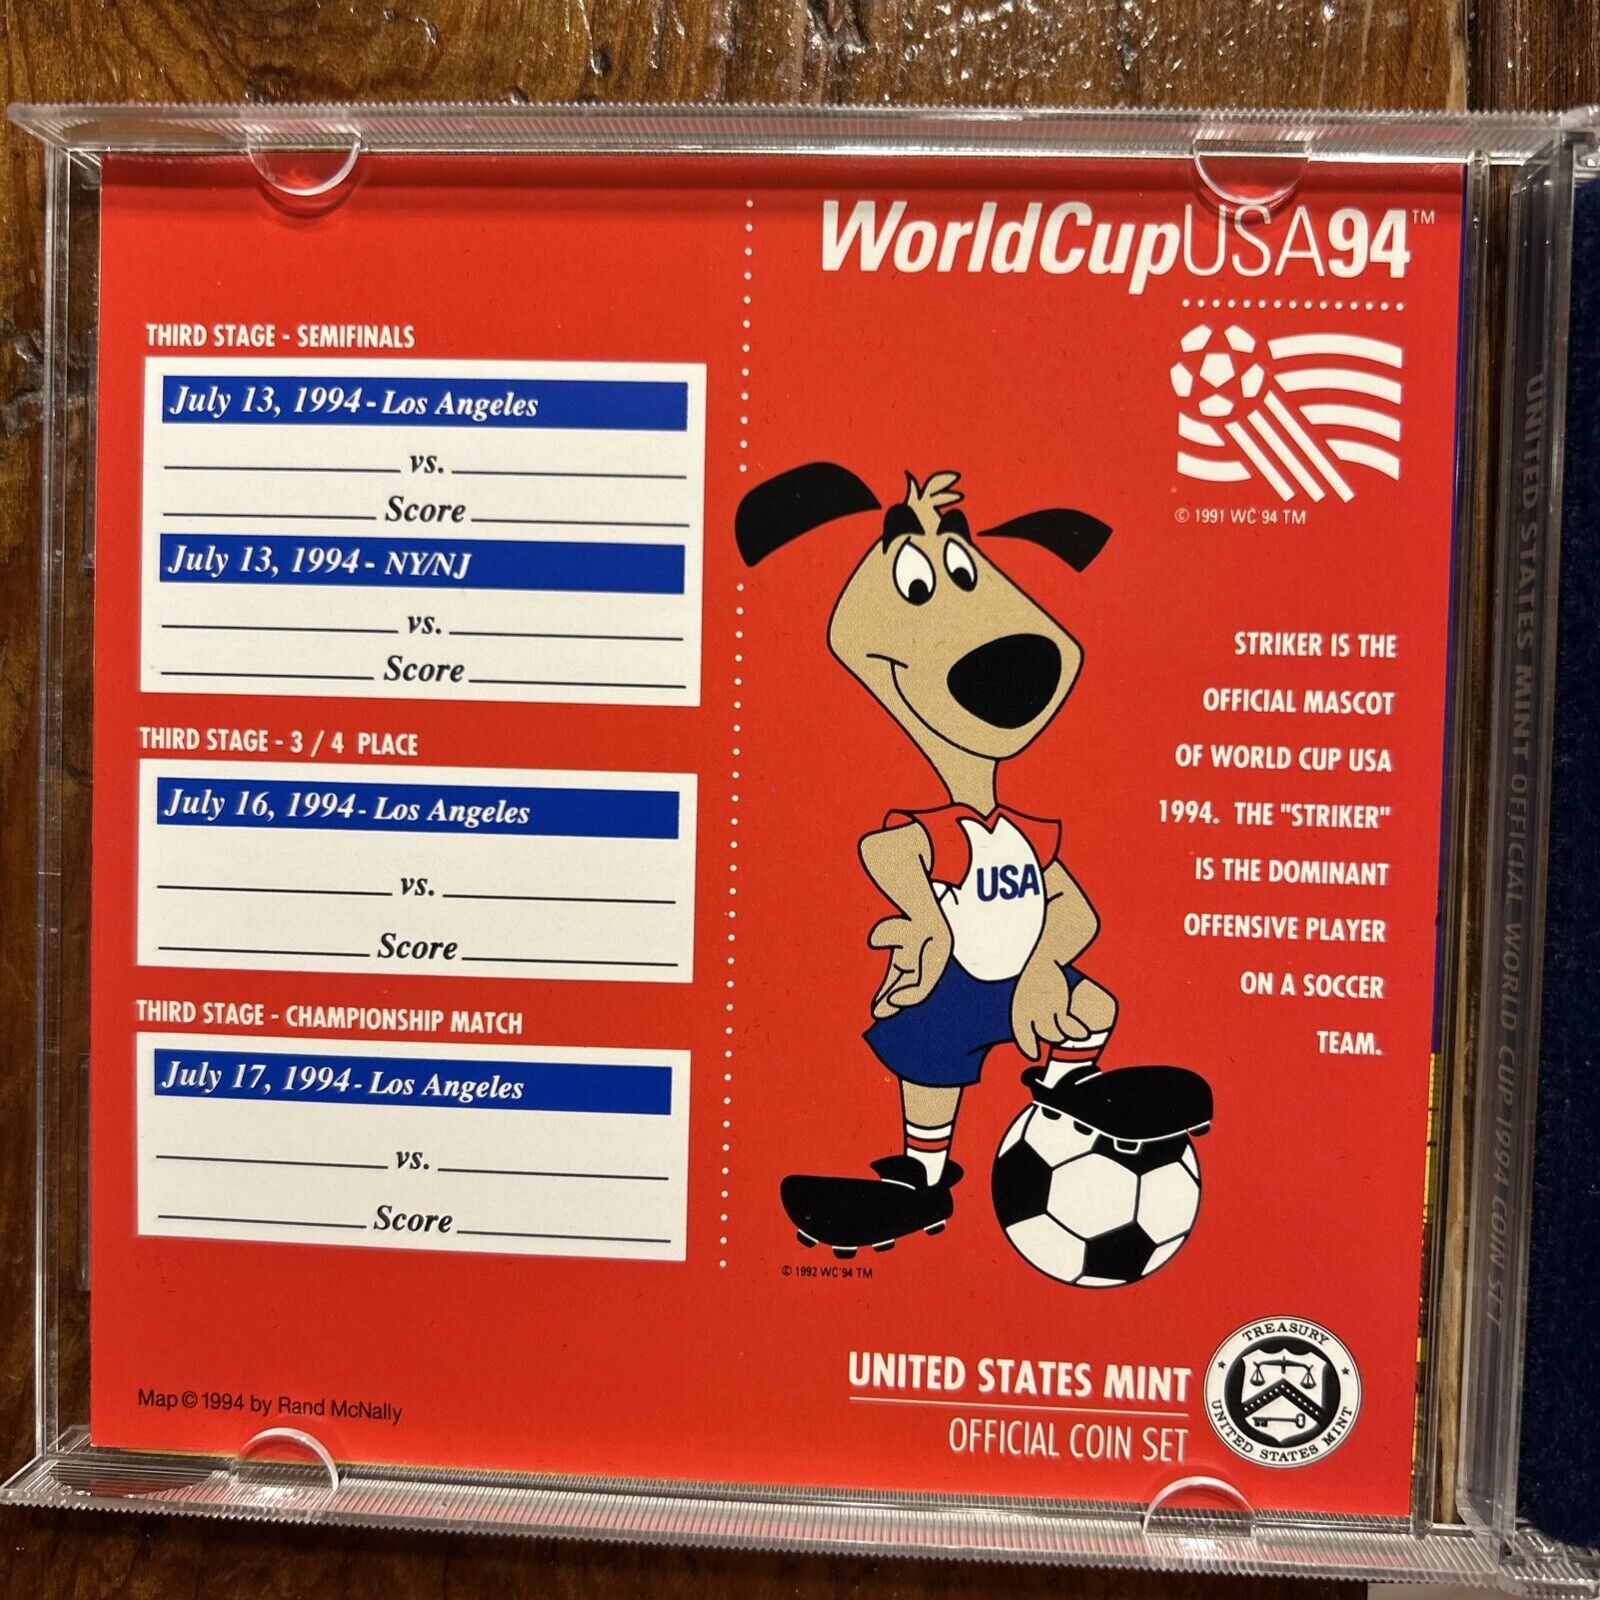 THIRD STAGE - SEMIFINALS
July 13, 1994 - Los Angeles
vs.
Score
July 13, 1994 - NY/NJ
vs.
Score
THIRD STAGE - 3 / 4 PLACE
July 16, 1994 - Los Angeles
vs.
Score
THIRD STAGE - CHAMPIONSHIP MATCH
July 17, 1994 - Los Angeles
vs.
Score
Map © 1994 by Rand McNally
WorldCupUSA94™
© 1991 WC '94 TM
STRIKER IS THE
OFFICIAL MASCOT
OF WORLD CUP USA
1994. THE "STRIKER"
IS THE DOMINANT
OFFENSIVE PLAYER
ON A SOCCER
TEAM.
USA
© 1992 WC '94 TM
UNITED STATES MINT
OFFICIAL COIN SET
TREASURY
UNITED STATES MINT
UNITED STATES MINT OFFICIAL WORLD CUP 1994 COIN SET